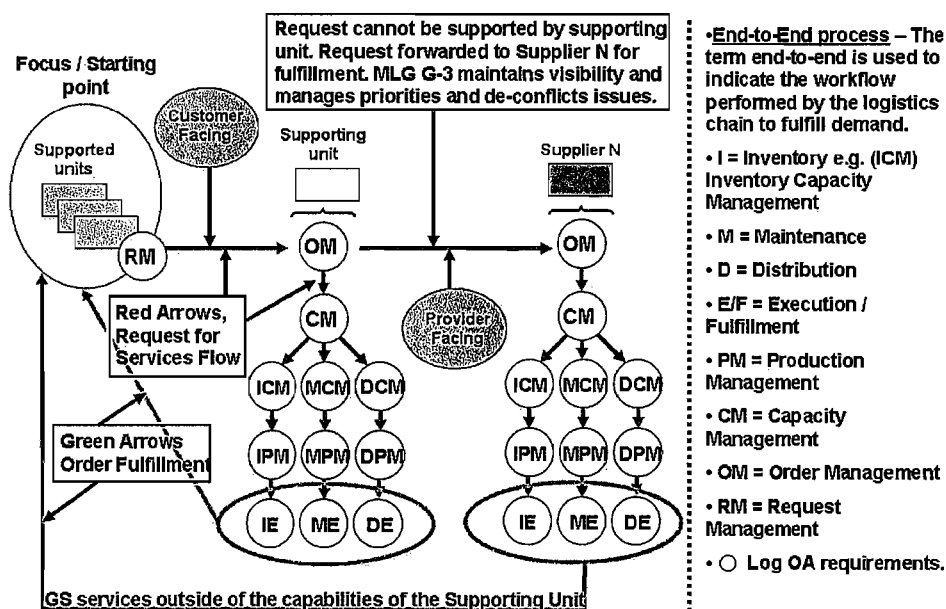 Request cannot be supported by supporting
unit. Request forwarded to Supplier N for
fulfillment. MLG G-3 maintains visibility and
manages priorities and de-conflicts issues.
Focus / Starting
point
Customer
Facing
Supporting
unit
Supplier N
Supported
units
RM
OM
OM
Red Arrows,
Request for
Services Flow
CM
Provider
Facing
CM
ICM MCM DCM
ICM MCM DCM
Green Arrows
Order Fulfillment
IPM MPM DPM
IPM MPM DPM
IE ME DE
IE ME DE
GS services outside of the capabilities of the Supporting Unit
•End-to-End process – The
term end-to-end is used to
indicate the workflow
performed by the logistics
chain to fulfill demand.
• I = Inventory e.g. (ICM)
Inventory Capacity
Management
• M = Maintenance
• D = Distribution
• E/F = Execution /
Fulfillment
• PM = Production
Management
• CM = Capacity
Management
• OM = Order Management
• RM = Request
Management
• ○ Log OA requirements.